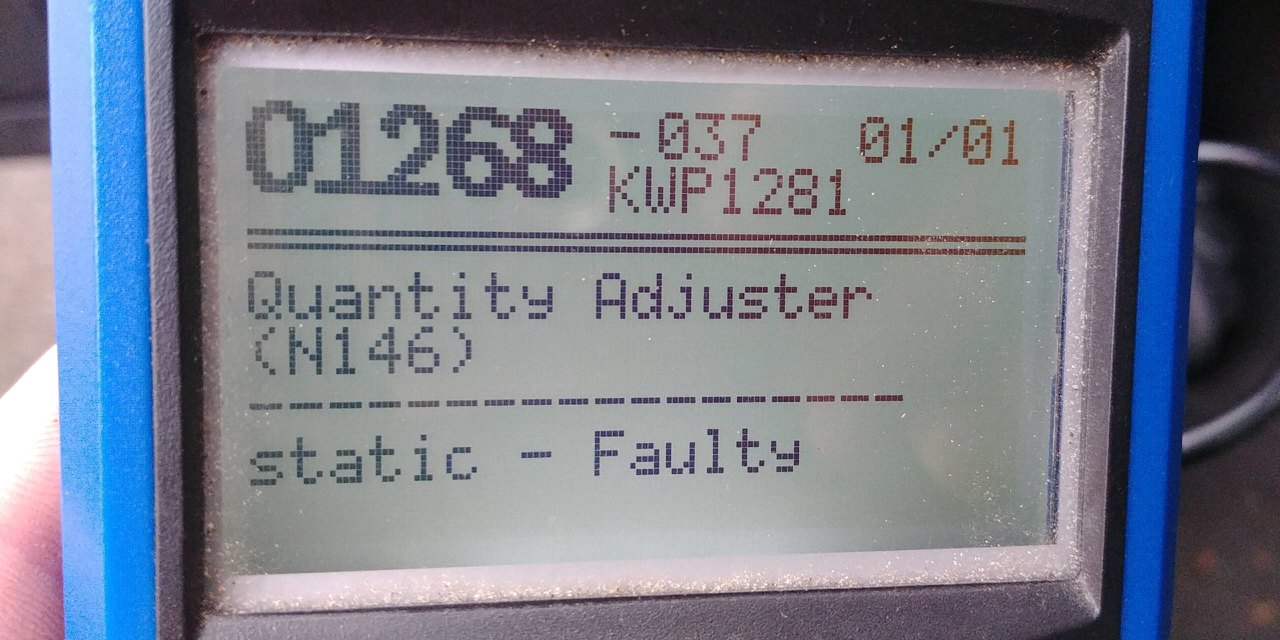 01268 -037 01/01
KWP1281
Quantity Adjuster
(N146)
static - Faulty